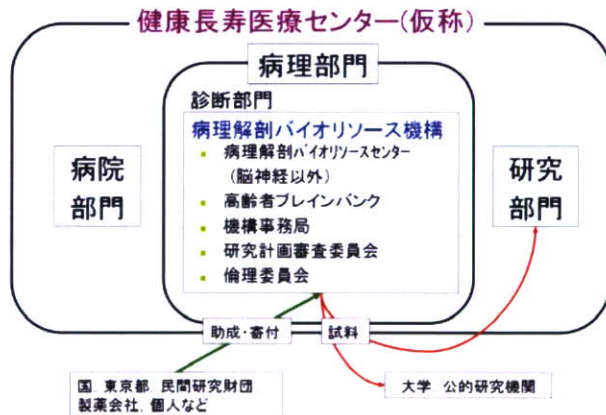 健康長寿医療センター(仮称)
病理部門
診断部門
病理解剖バイオリソース機構
病理解剖バイオリソースセンター
(脳神経以外)
高齢者ブレインバンク
機構事務局
研究計画審査委員会
倫理委員会
病院
部門
研究
部門
助成・寄付
試料
国、東京都、民間研究財団
製薬会社、個人など
大学 公的研究機関